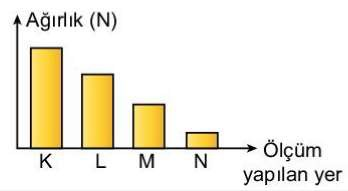 Ağırlık (N)
K L M N
Ölçüm
yapılan yer